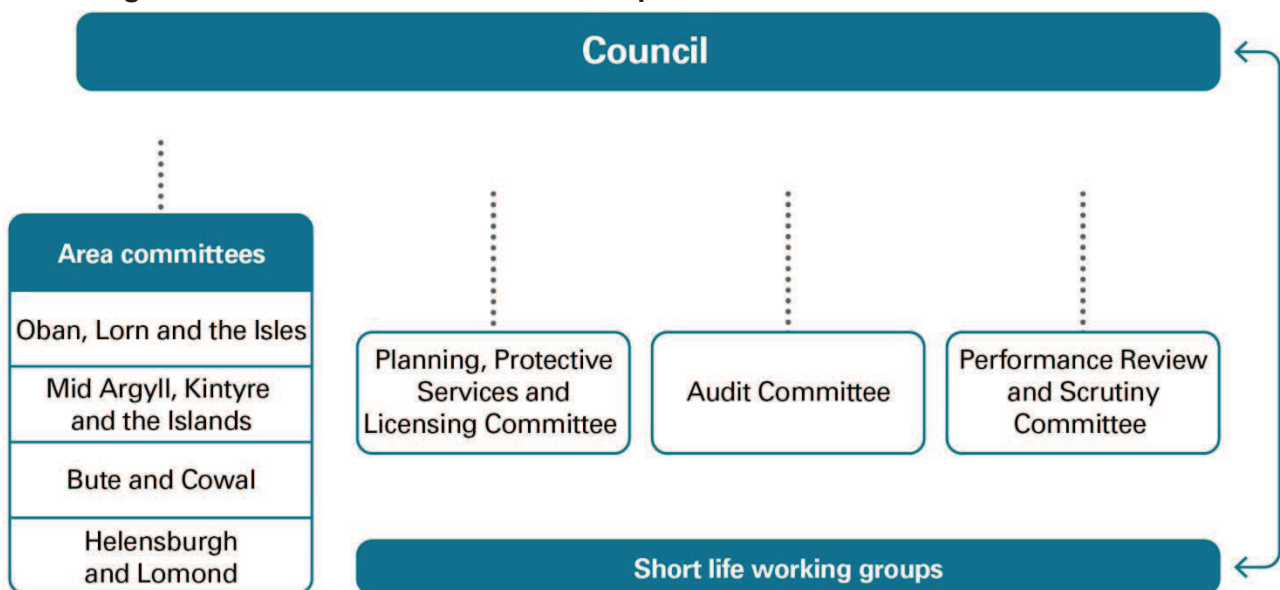 Council
Area committees
Oban, Lorn and the Isles
Mid Argyll, Kintyre
and the Islands
Bute and Cowal
Helensburgh
and Lomond
Planning, Protective
Services and
Licensing Committee
Audit Committee
Performance Review
and Scrutiny
Committee
Short life working groups